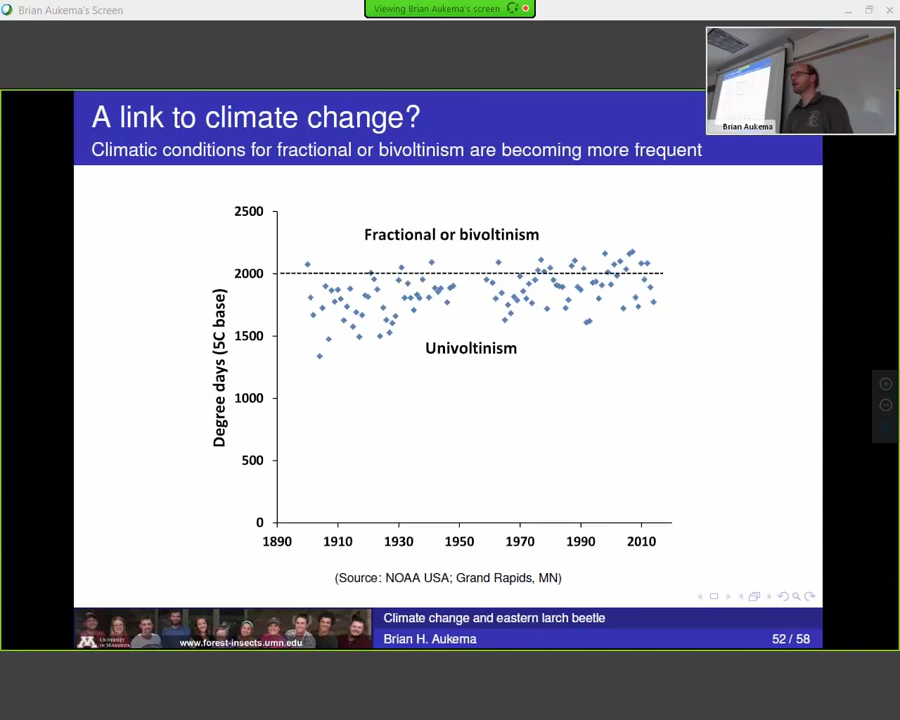 Brian Aukema's Screen
Viewing Brian Aukema's screen
Brian Aukema
A link to climate change?
Climatic conditions for fractional or bivoltinism are becoming more frequent
2500
2000
1500
1000
500
0
Degree days (5C base)
Fractional or bivoltinism
Univoltinism
1890 1910 1930 1950 1970 1990 2010
(Source: NOAA USA; Grand Rapids, MN)
UNIVERSITY
OF MINNESOTA
www.forest-insects.umn.edu
Climate change and eastern larch beetle
Brian H. Aukema
52 / 58